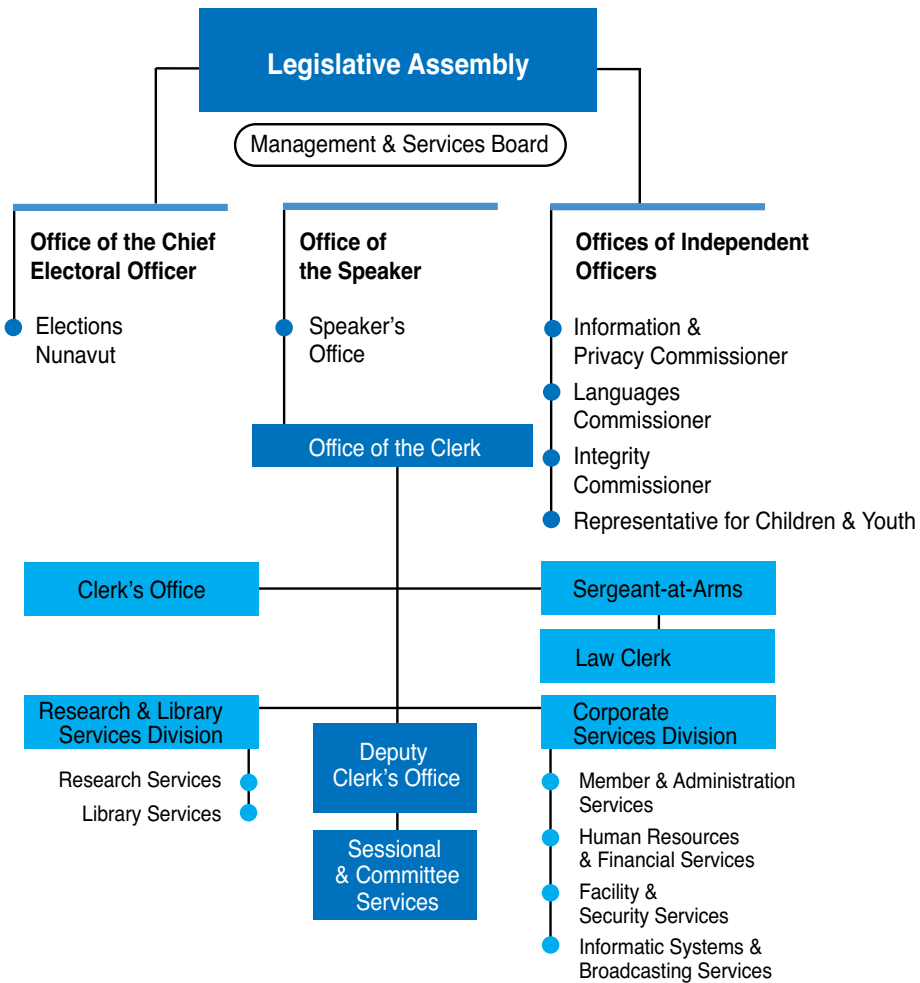 Legislative Assembly
Management & Services Board
Office of the Chief
Electoral Officer
Elections
Nunavut
Office of
the Speaker
Speaker's
Office
Offices of Independent
Officers
Information &
Privacy Commissioner
Languages
Commissioner
Integrity
Commissioner
Representative for Children & Youth
Office of the Clerk
Clerk's Office
Sergeant-at-Arms
Law Clerk
Research & Library
Services Division
Research Services
Library Services
Deputy
Clerk's Office
Sessional
& Committee
Services
Corporate
Services Division
Member & Administration
Services
Human Resources
& Financial Services
Facility &
Security Services
Informatic Systems &
Broadcasting Services